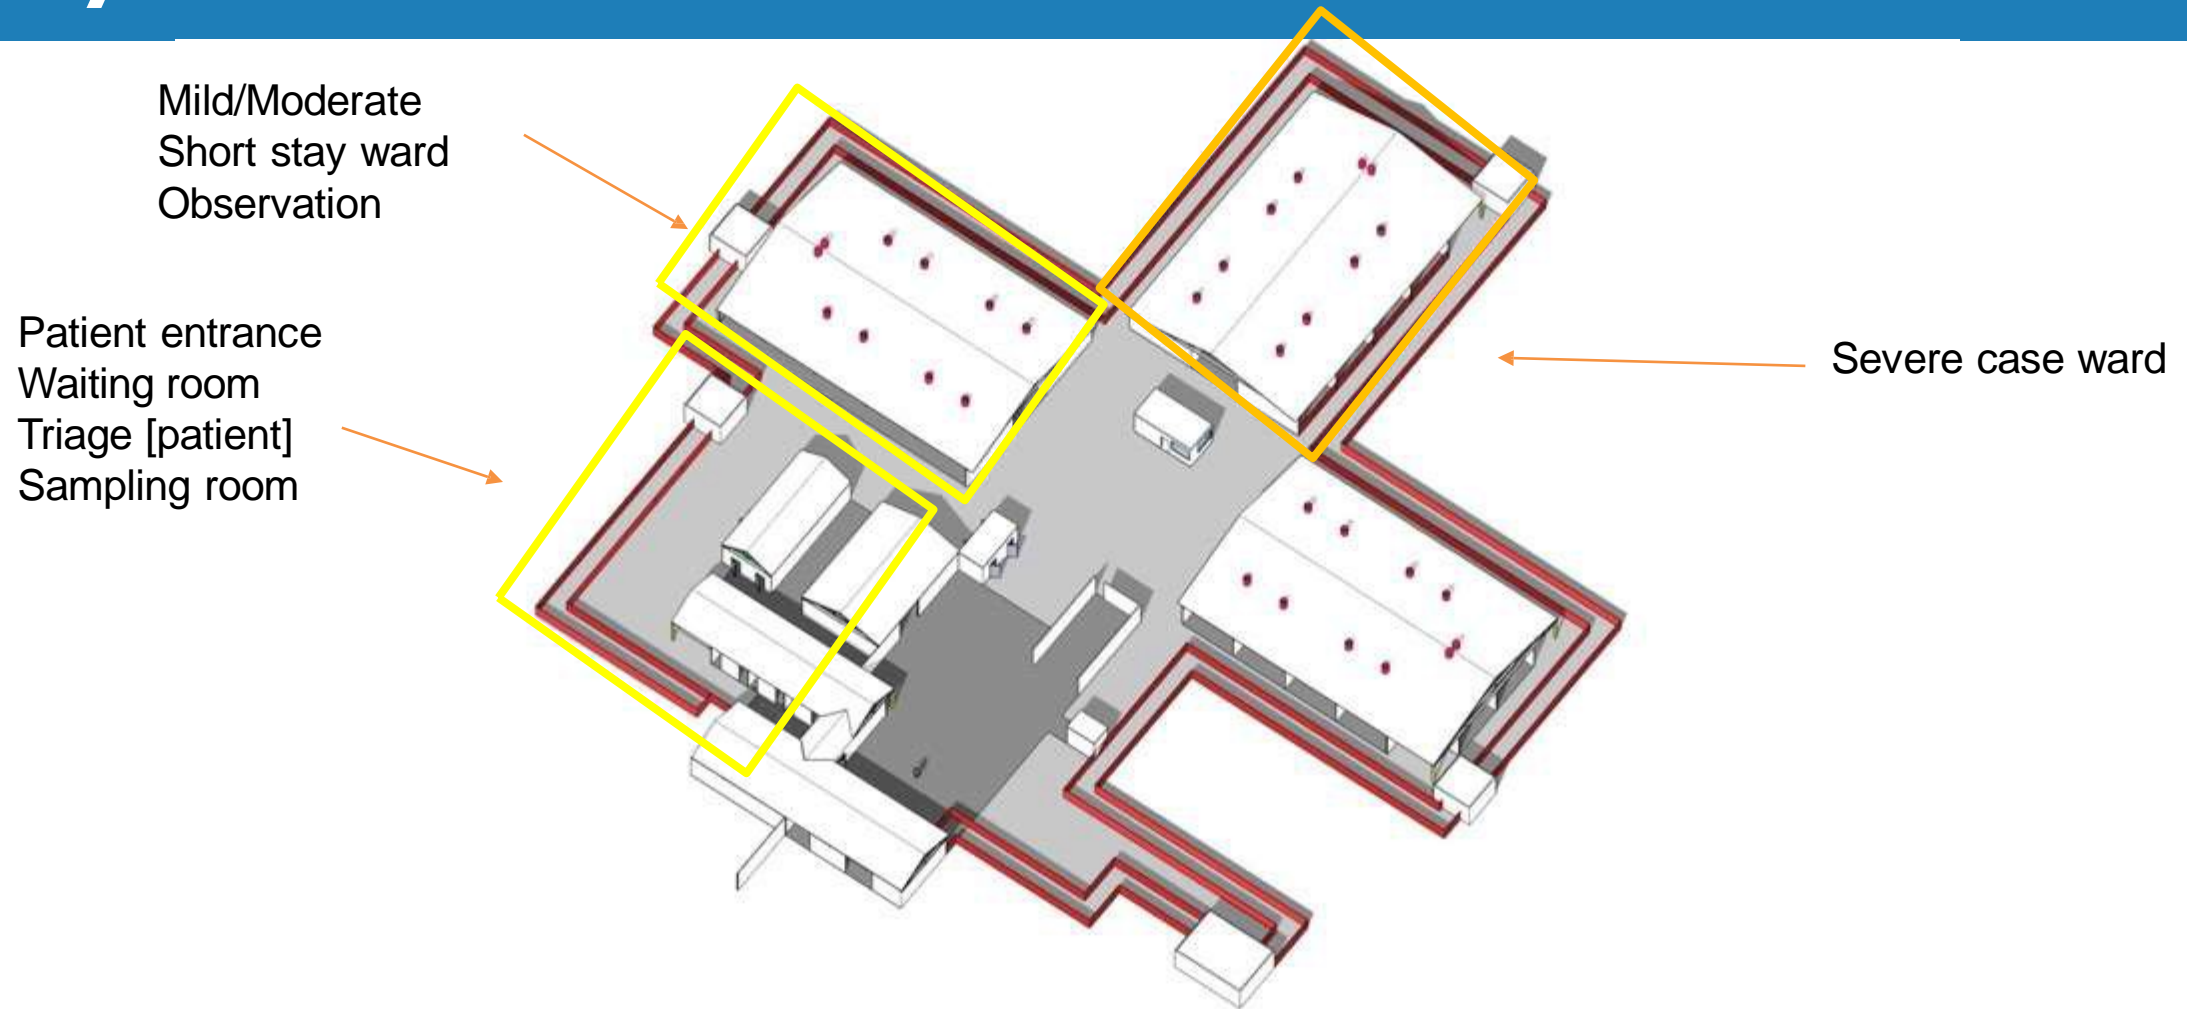 Mild/Moderate
Short stay ward
Observation
Patient entrance
Waiting room
Triage [patient]
Sampling room
Severe case ward